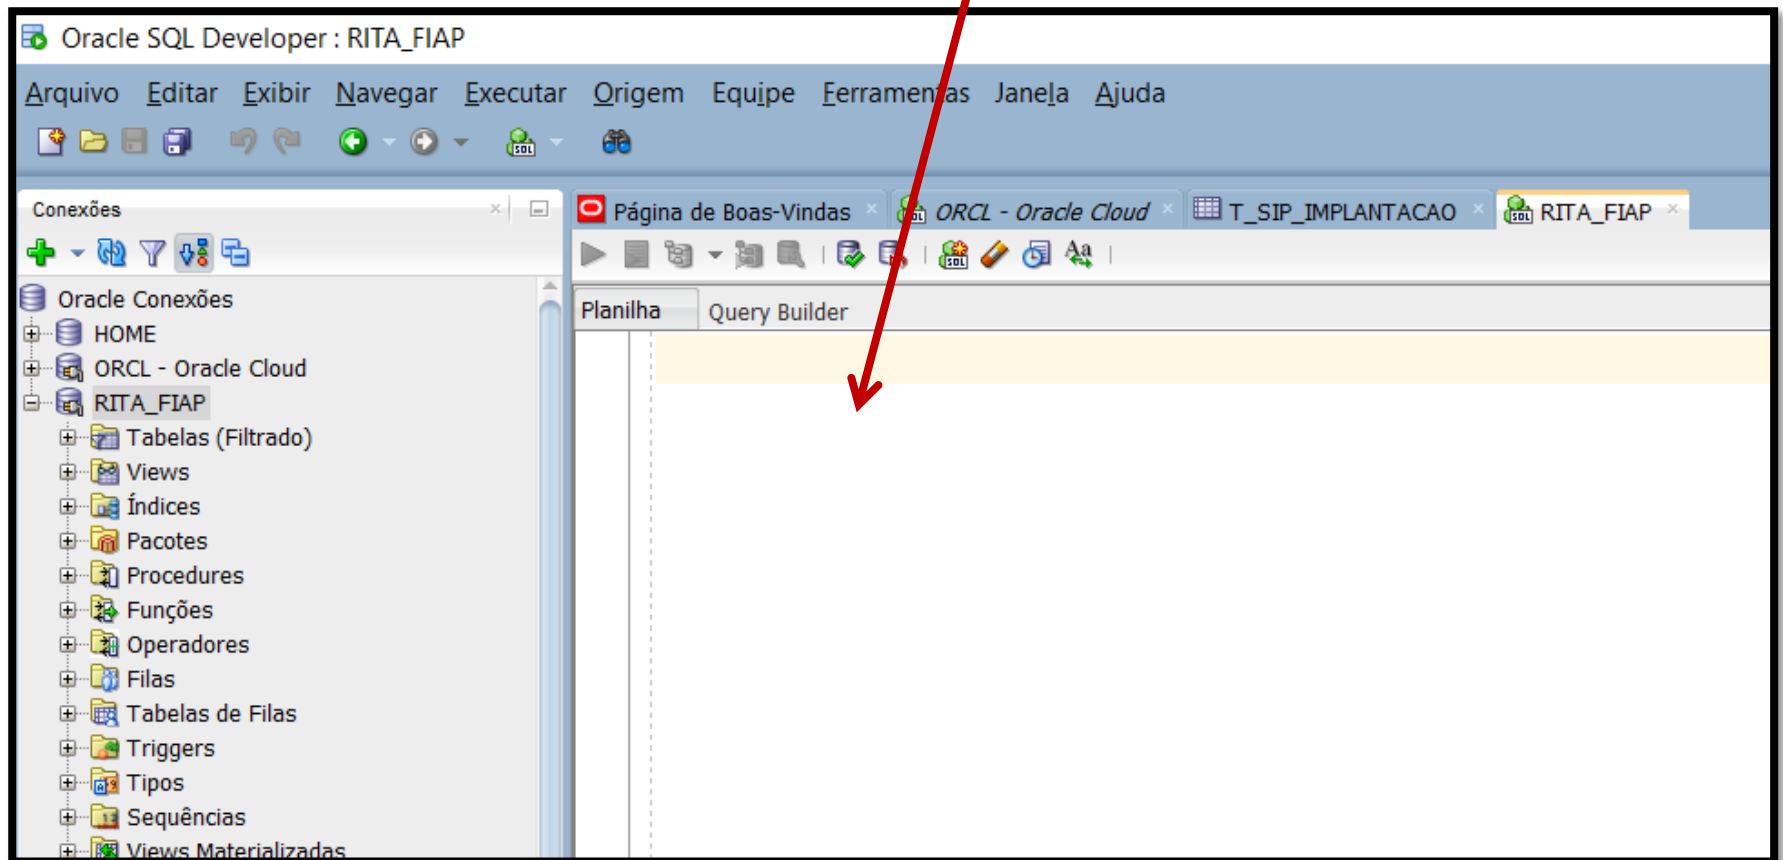 Oracle SQL Developer : RITA_FIAP
Arquivo Editar Exibir Navegar Executar Origem Equipe Ferramentas Janela Ajuda
Conexões
Página de Boas-Vindas ORCL - Oracle Cloud T_SIP_IMPLANTACAO RITA_FIAP
Planilha Query Builder
Oracle Conexões
HOME
ORCL - Oracle Cloud
RITA_FIAP
Tabelas (Filtrado)
Views
Índices
Pacotes
Procedures
Funções
Operadores
Filas
Tabelas de Filas
Triggers
Tipos
Sequências
Views Materializadas